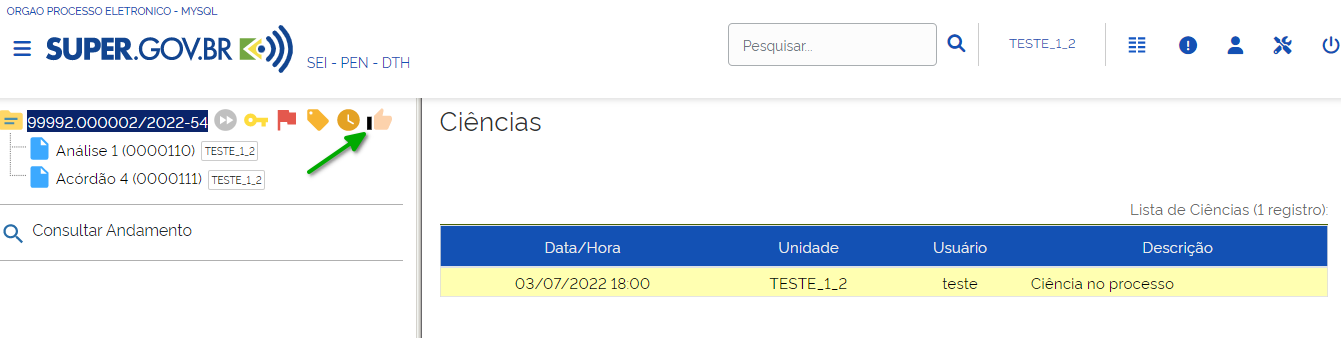 ORGAO PROCESSO ELETRONICO - MYSQL
SUPER.GOV.BR
SEI - PEN - DTH
Pesquisar...
TESTE_1_2
99992.000002/2022-54
Análise 1 (0000110) TESTE_1_2
Acórdão 4 (0000111) TESTE_1_2
Consultar Andamento
Ciências
Lista de Ciências (1 registro):
Data/Hora Unidade Usuário Descrição
03/07/2022 18:00 TESTE_1_2 teste Ciência no processo